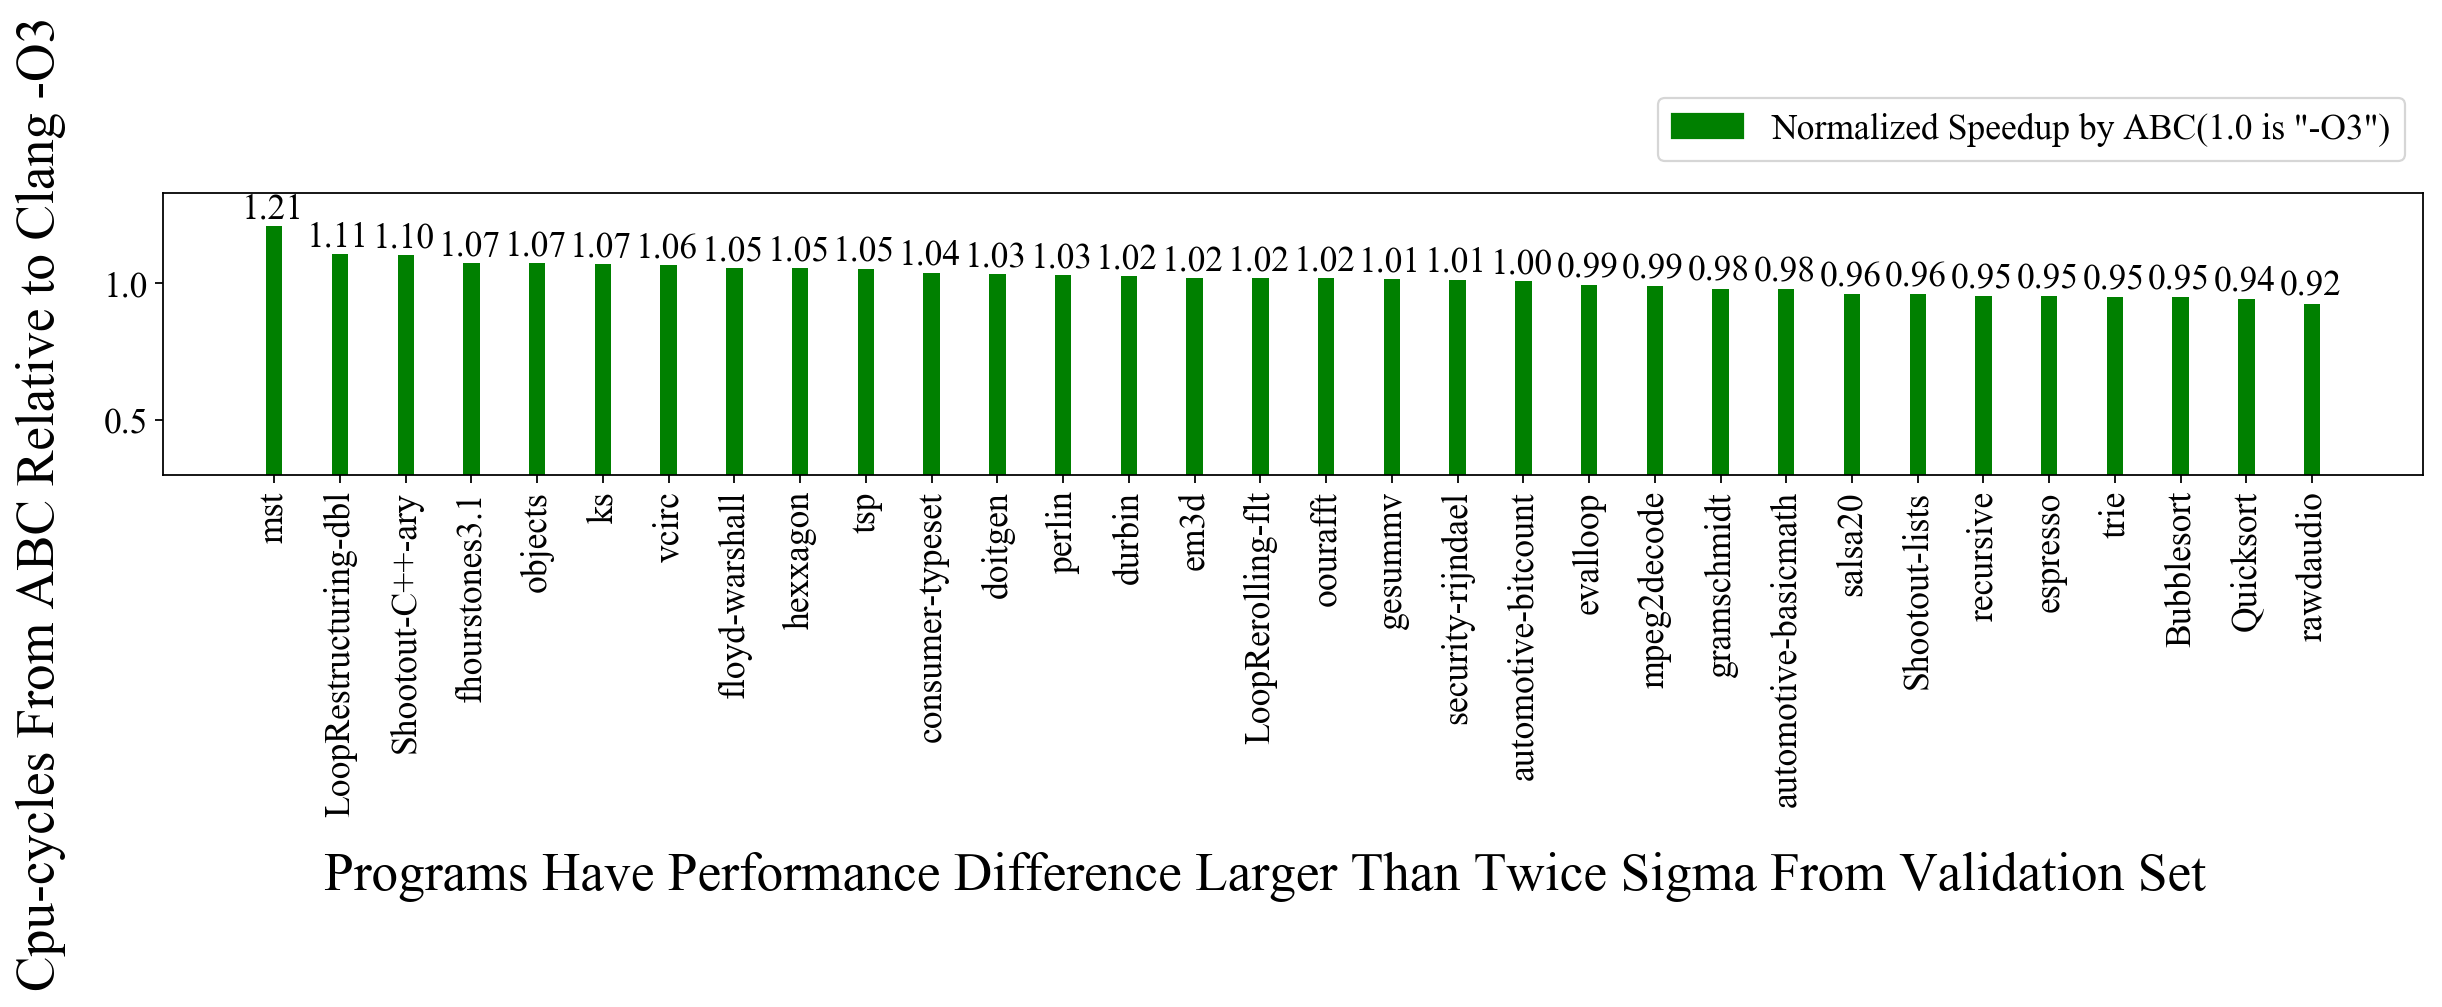 Cpu-cycles From ABC Relative to Clang -O3
Normalized Speedup by ABC(1.0 is "-O3")
1.21 1.11 1.10 1.07 1.07 1.07 1.06 1.05 1.05 1.05 1.04 1.03 1.03 1.02 1.02 1.02 1.02 1.01 1.01 1.00 0.99 0.99 0.98 0.98 0.96 0.96 0.95 0.95 0.95 0.95 0.94 0.92
1.0
0.5
mst
LoopRestructuring-dbl
Shootout-C++-ary
fhourstones3.1
objects
ks
vcirc
floyd-warshall
hexxagon
tsp
consumer-typeset
doitgen
perlin
durbin
em3d
LoopRerolling-flt
oourafft
gesummv
security-rijndael
automotive-bitcount
evalloop
mpeg2decode
gramschmidt
automotive-basicmath
salsa20
Shootout-lists
recursive
espresso
trie
Bubblesort
Quicksort
rawdaudio
Programs Have Performance Difference Larger Than Twice Sigma From Validation Set